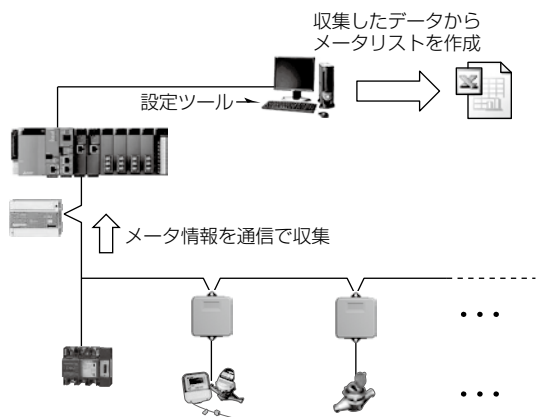 収集したデータから
メータリストを作成
設定ツール
メータ情報を通信で収集